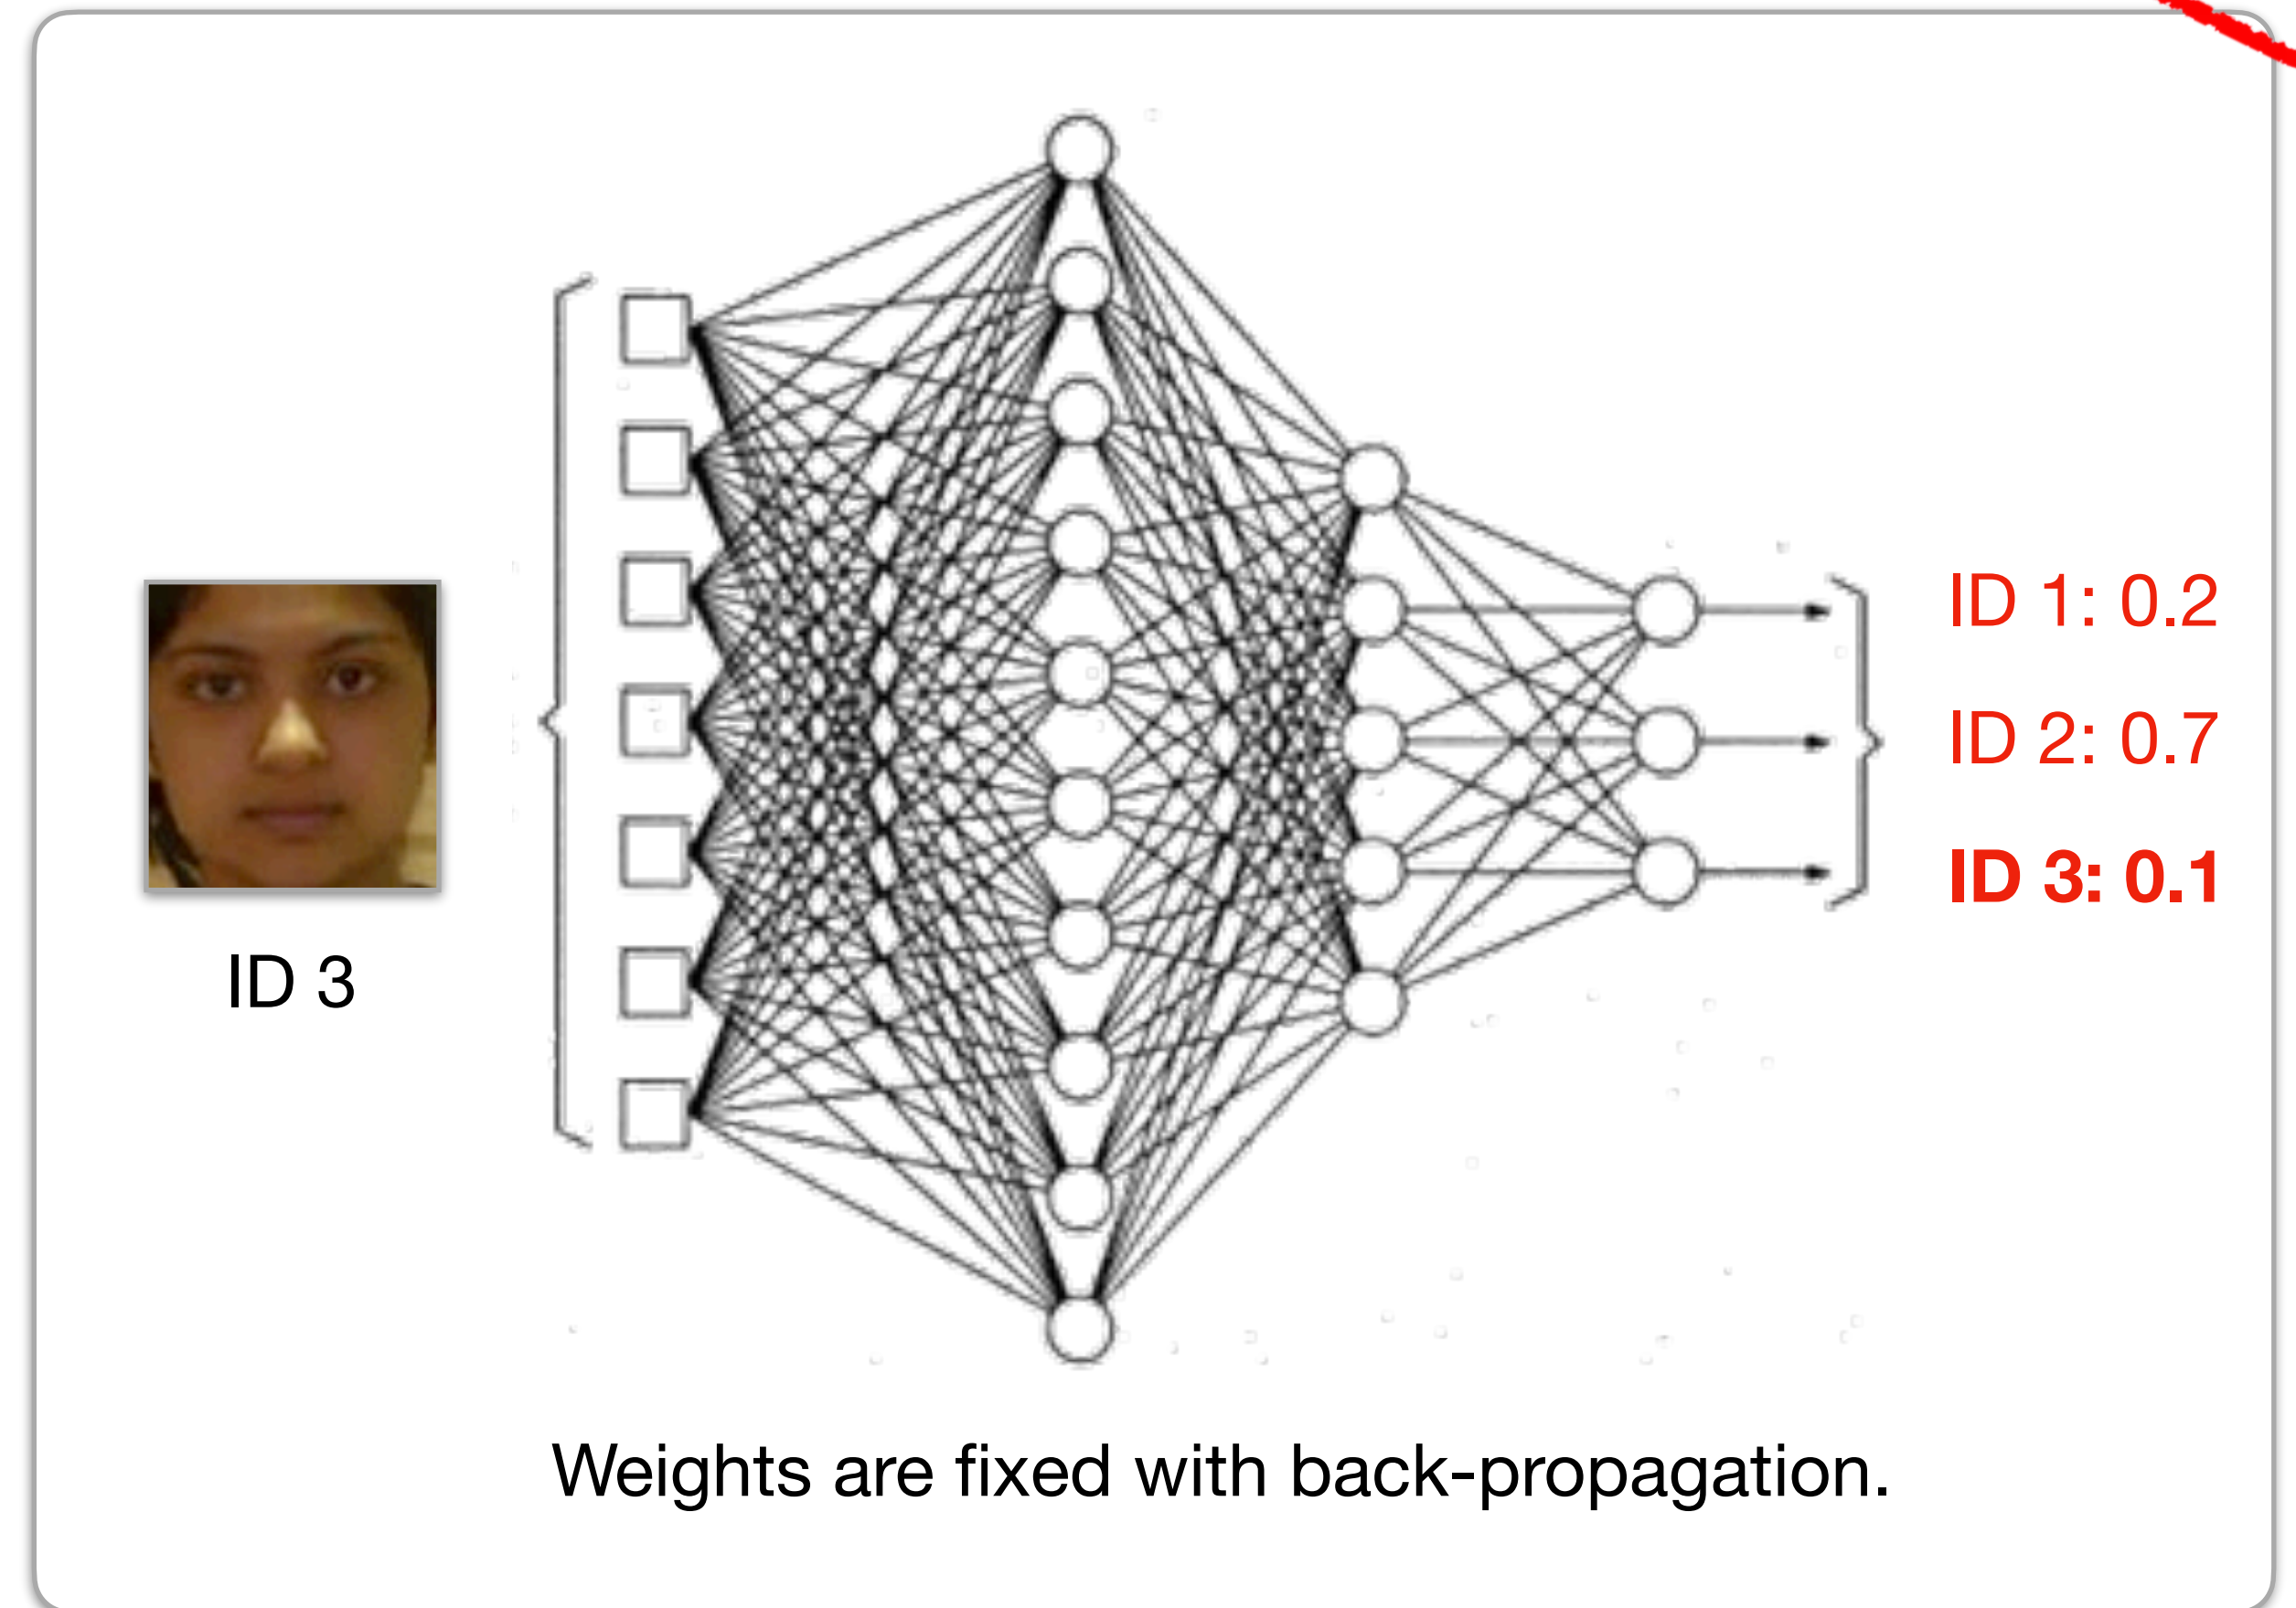 ID 3
ID 1: 0.2
ID 2: 0.7
ID 3: 0.1
Weights are fixed with back-propagation.